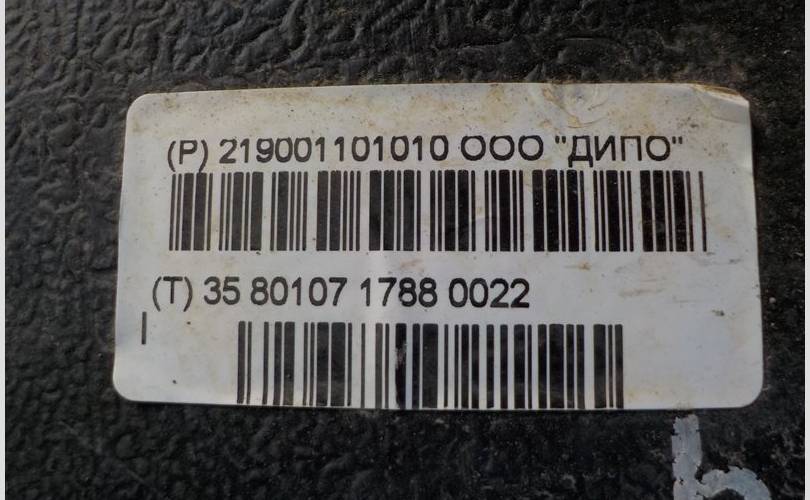 (P) 219001101010 ООО "ДИПО"
(T) 35 80107 1788 0022